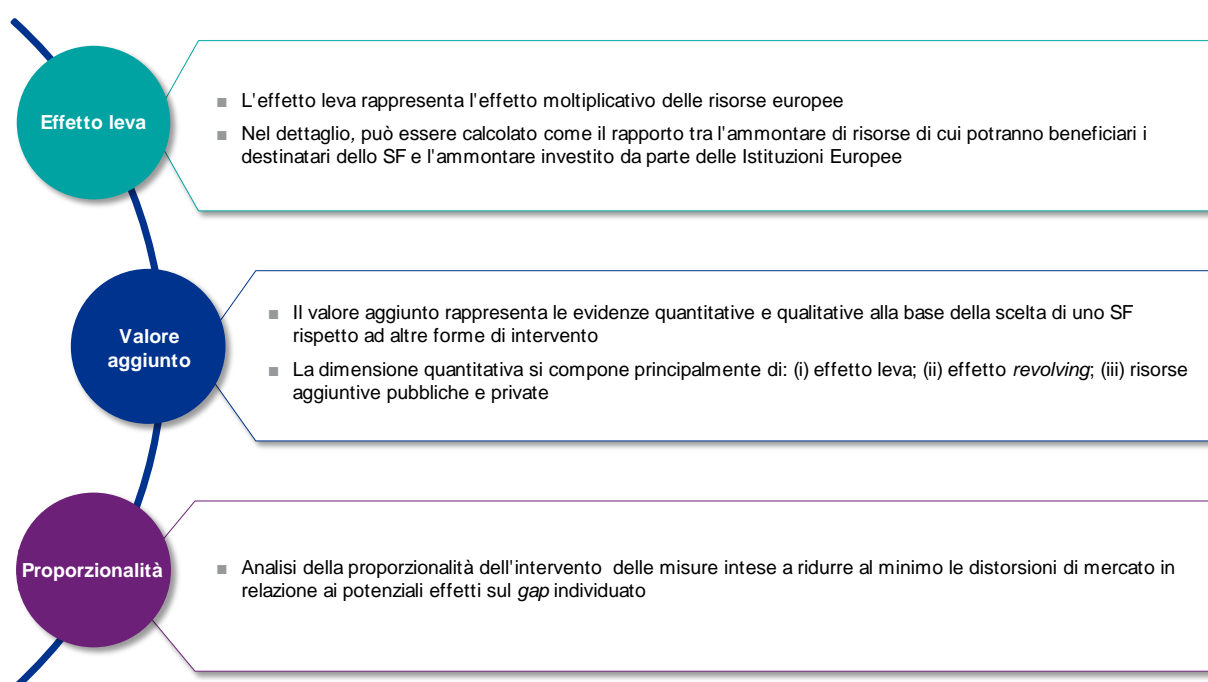 Effetto leva
■ L'effetto leva rappresenta l'effetto moltiplicativo delle risorse europee
■ Nel dettaglio, può essere calcolato come il rapporto tra l'ammontare di risorse di cui potranno beneficiari i
destinatari dello SF e l'ammontare investito da parte delle Istituzioni Europee
Valore
aggiunto
■ Il valore aggiunto rappresenta le evidenze quantitative e qualitative alla base della scelta di uno SF
rispetto ad altre forme di intervento
■ La dimensione quantitativa si compone principalmente di: (i) effetto leva; (ii) effetto revolving; (iii) risorse
aggiuntive pubbliche e private
Proporzionalità
■ Analisi della proporzionalità dell'intervento delle misure intese a ridurre al minimo le distorsioni di mercato in
relazione ai potenziali effetti sul gap individuato